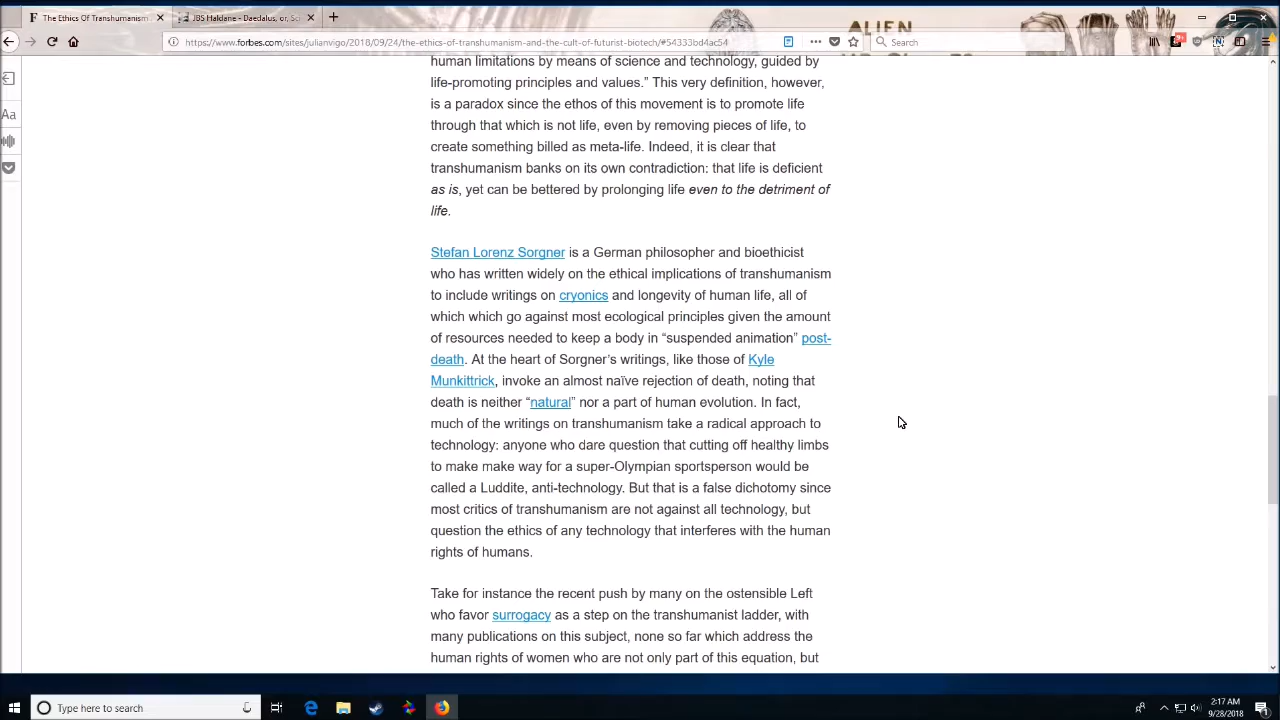 The Ethics Of Transhumanism
JBS Haldane - Daedalus, or, Sc
ALIEN
https://www.forbes.com/sites/julianvigo/2018/09/24/the-ethics-of-transhumanism-and-the-cult-of-futurist-biotech/#54333bd4ac54
Search
Aa
human limitations by means of science and technology, guided by
life-promoting principles and values.” This very definition, however,
is a paradox since the ethos of this movement is to promote life
through that which is not life, even by removing pieces of life, to
create something billed as meta-life. Indeed, it is clear that
transhumanism banks on its own contradiction: that life is deficient
as is, yet can be bettered by prolonging life even to the detriment of
life.
Stefan Lorenz Sorgner is a German philosopher and bioethicist
who has written widely on the ethical implications of transhumanism
to include writings on cryonics and longevity of human life, all of
which which go against most ecological principles given the amount
of resources needed to keep a body in “suspended animation” post-
death. At the heart of Sorgner’s writings, like those of Kyle
Munkittrick, invoke an almost naïve rejection of death, noting that
death is neither “natural” nor a part of human evolution. In fact,
much of the writings on transhumanism take a radical approach to
technology: anyone who dare question that cutting off healthy limbs
to make make way for a super-Olympian sportsperson would be
called a Luddite, anti-technology. But that is a false dichotomy since
most critics of transhumanism are not against all technology, but
question the ethics of any technology that interferes with the human
rights of humans.
Take for instance the recent push by many on the ostensible Left
who favor surrogacy as a step on the transhumanist ladder, with
many publications on this subject, none so far which address the
human rights of women who are not only part of this equation, but
Type here to search
2:17 AM
9/28/2018